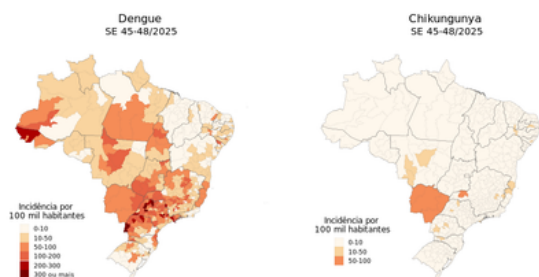 Dengue
SE 45-48/2025
Incidência por
100 mil habitantes
0-10
10-50
50-100
100-200
200-300
300 ou mais
Chikungunya
SE 45-48/2025
Incidência por
100 mil habitantes
0-10
10-50
50-100